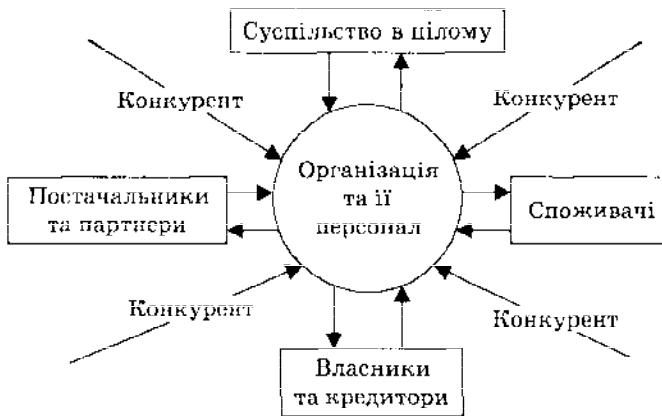 Суспільство в цілому
Конкурент
Конкурент
Організація
та її
персонал
Постачальники
та партнери
Споживачі
Конкурент
Конкурент
Власники
та кредитори